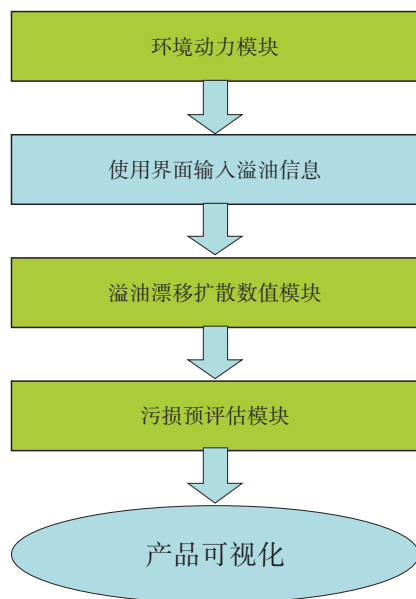 环境动力模块
使用界面输入溢油信息
溢油漂移扩散数值模块
污损预评估模块
产品可视化